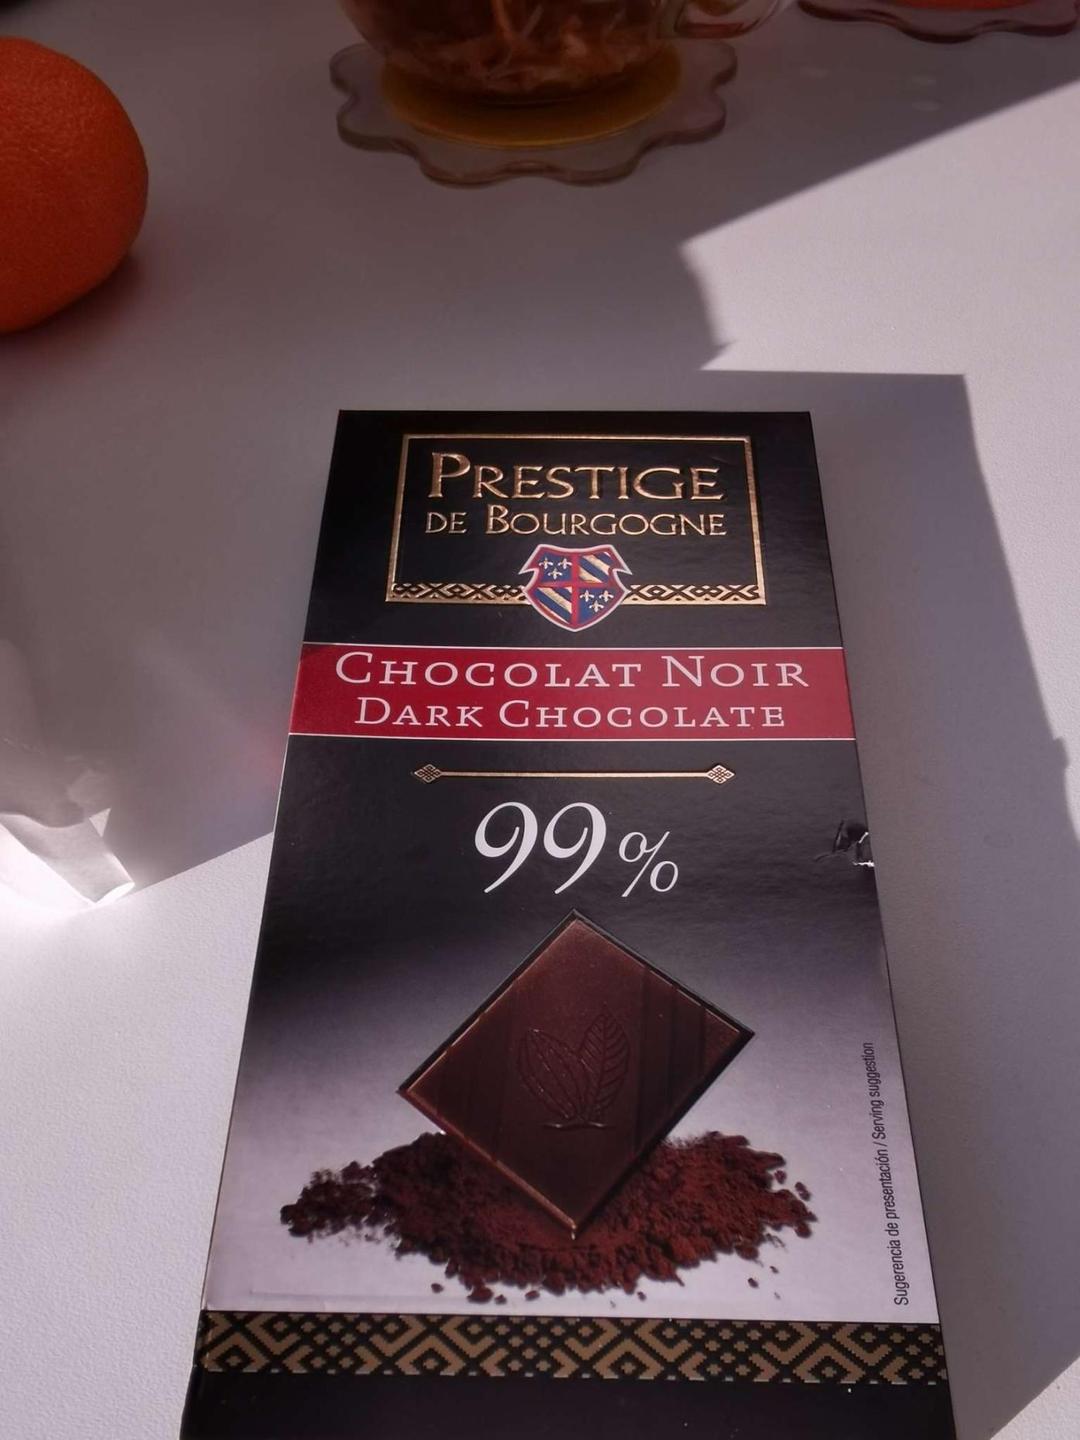 PRESTIGE
DE BOURGOGNE
CHOCOLAT NOIR
DARK CHOCOLATE
99%
Sugerencia de presentación / Serving suggestion